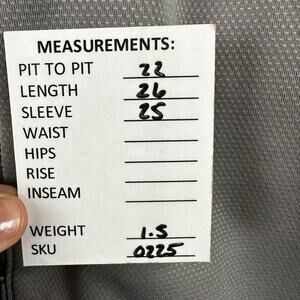 MEASUREMENTS:
PIT TO PIT 22
LENGTH 26
SLEEVE 25
WAIST
HIPS
RISE
INSEAM
WEIGHT 1.5
SKU 0225